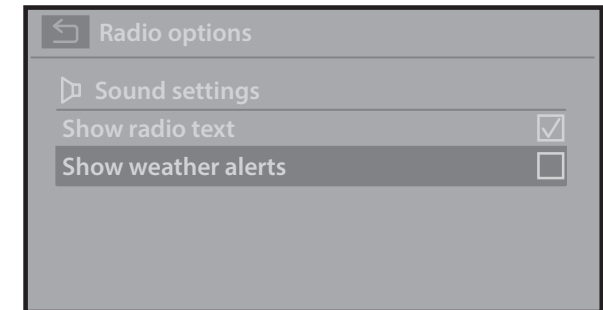 Radio options
Sound settings
Show radio text
Show weather alerts